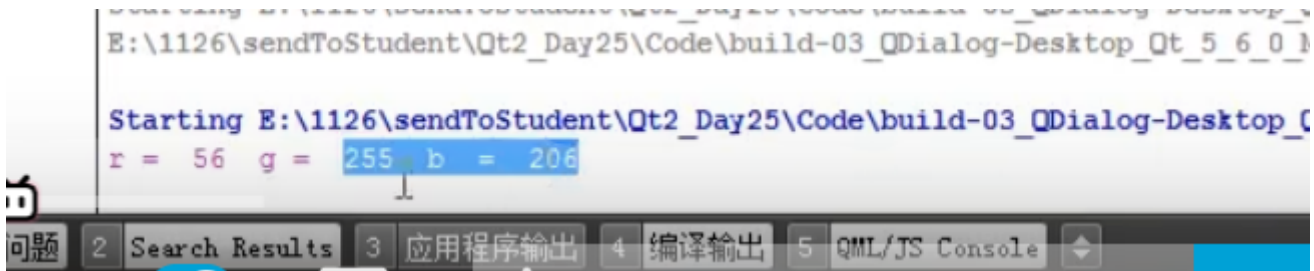 E:\1126\sendToStudent\Qt2_Day25\Code\build-03_QDialog-Desktop_Qt_5_6_0_
Starting E:\1126\sendToStudent\Qt2_Day25\Code\build-03_QDialog-Desktop_
r = 56 g = 255 b = 206
问题 2 Search Results 3 应用程序输出 4 编译输出 5 QML/JS Console